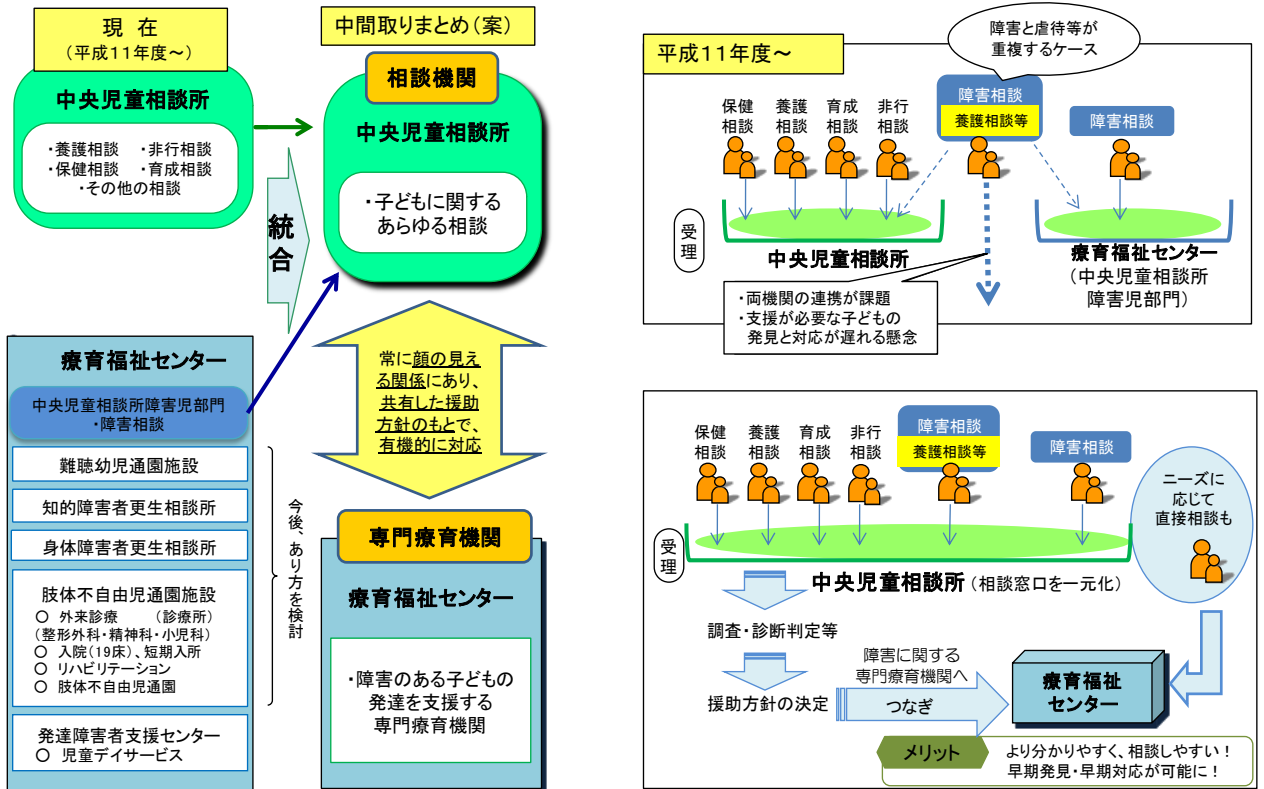 現 在
(平成11年度～)
中央児童相談所
・養護相談　・非行相談
・保健相談　・育成相談
・その他の相談
統
合
中間取りまとめ(案)
相談機関
中央児童相談所
・子どもに関する
あらゆる相談
療育福祉センター
中央児童相談所障害児部門
・障害相談
難聴幼児通園施設
知的障害者更生相談所
身体障害者更生相談所
肢体不自由児通園施設
○ 外来診療　(診療所)
(整形外科・精神科・小児科)
○ 入院(19床)、短期入所
○ リハビリテーション
○ 肢体不自由児通園
発達障害者支援センター
○ 児童デイサービス
今後、あり方を検討
常に顔の見え
る関係にあり、
共有した援助
方針のもとで、
有機的に対応
専門療育機関
療育福祉センター
・障害のある子どもの
発達を支援する
専門療育機関
平成11年度～
障害と虐待等が
重複するケース
保健
相談
養護
相談
育成
相談
非行
相談
障害相談
養護相談等
障害相談
受理
中央児童相談所
療育福祉センター
(中央児童相談所
障害児部門)
・両機関の連携が課題
・支援が必要な子どもの
発見と対応が遅れる懸念
保健
相談
養護
相談
育成
相談
非行
相談
障害相談
養護相談等
障害相談
ニーズに
応じて
直接相談も
受理
中央児童相談所 (相談窓口を一元化)
調査・診断判定等
援助方針の決定
障害に関する
専門療育機関へ
つなぎ
療育福祉
センター
メリット
より分かりやすく、相談しやすい！
早期発見・早期対応が可能に！